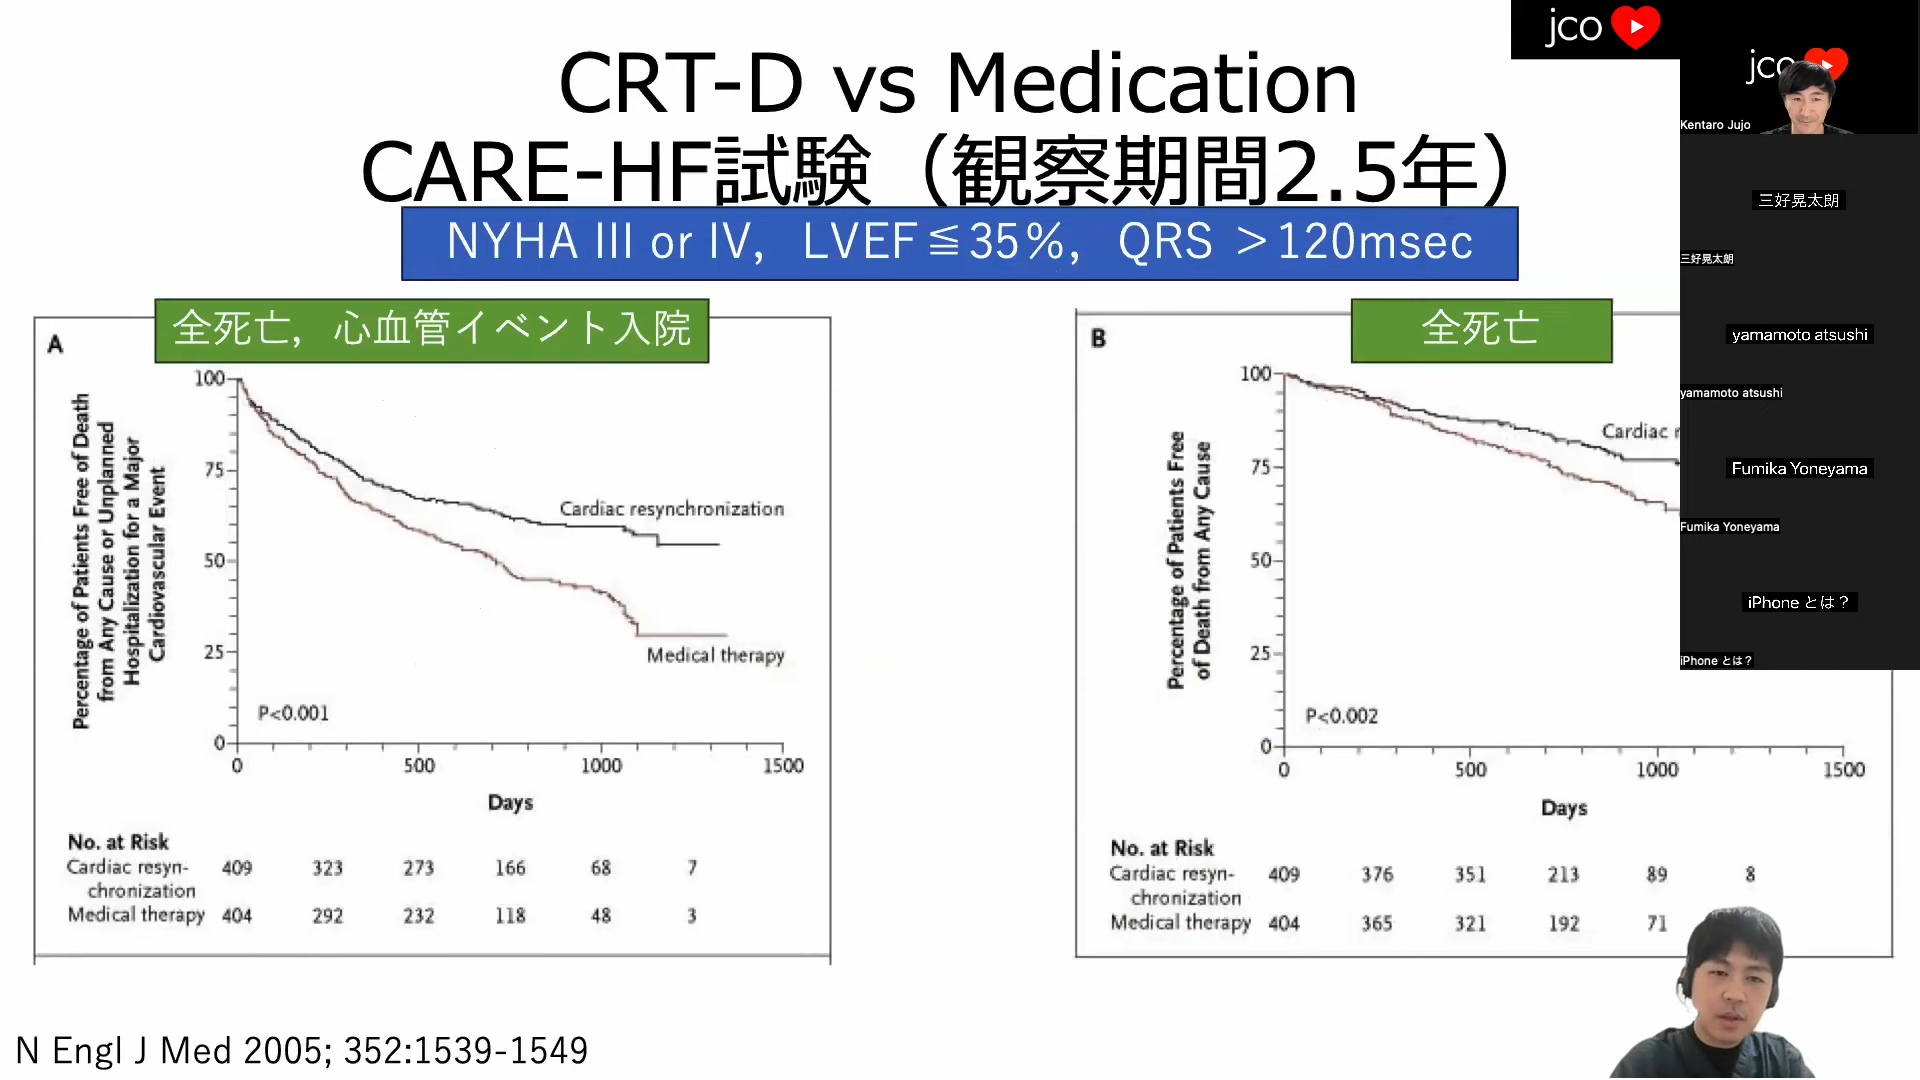 jco
jco
CRT-D vs Medication
CARE-HF試験（観察期間2.5年）
NYHA III or IV, LVEF≦35%, QRS >120msec
Kentaro Jujo
三好晃太朗
三好晃太朗
yamamoto atsushi
yamamoto atsushi
Fumika Yoneyama
Fumika Yoneyama
iPhone とは？
iPhone とは？
全死亡, 心血管イベント入院
A
Percentage of Patients Free of Death
from Any Cause or Unplanned
Hospitalization for a Major
Cardiovascular Event
100
75
50
25
0
Cardiac resynchronization
Medical therapy
P<0.001
0 500 1000 1500
Days
No. at Risk
Cardiac resyn-
chronization 409 323 273 166 68 7
Medical therapy 404 292 232 118 48 3
全死亡
B
Percentage of Patients Free
of Death from Any Cause
100
75
50
25
0
Cardiac r
P<0.002
0 500 1000 1500
Days
No. at Risk
Cardiac resyn-
chronization 409 376 351 213 89 8
Medical therapy 404 365 321 192 71
N Engl J Med 2005; 352:1539-1549